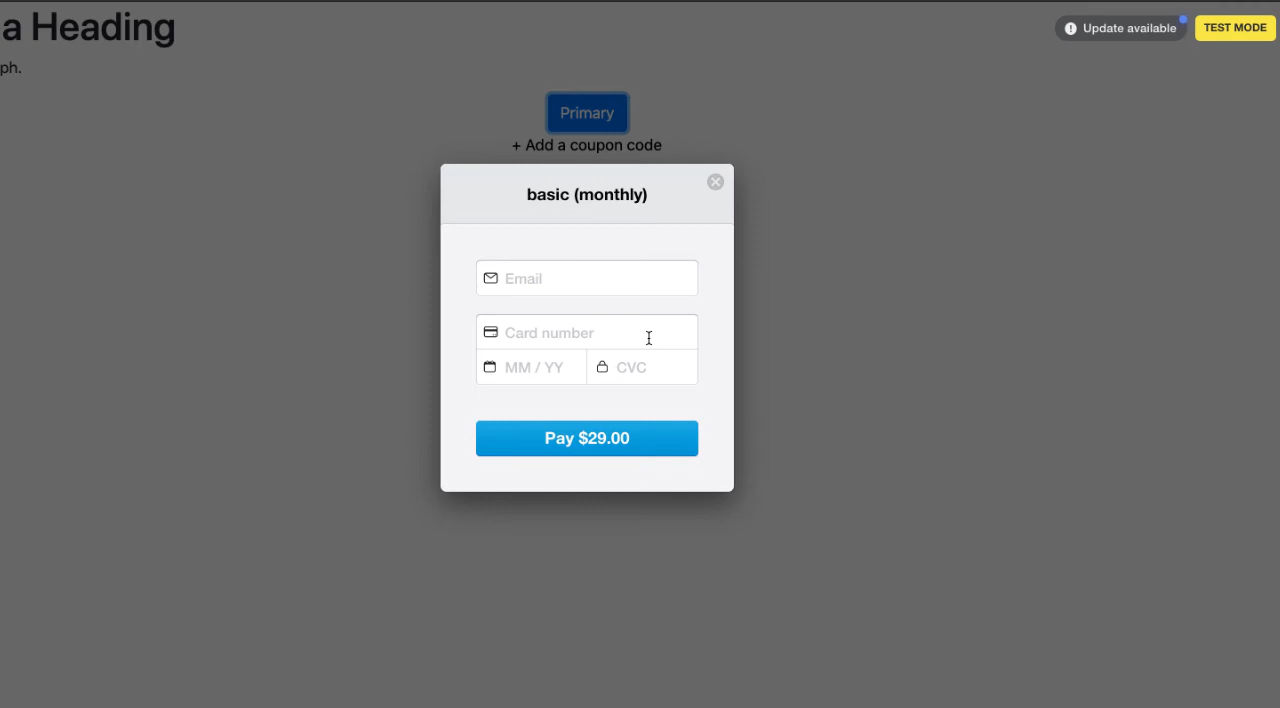 a Heading
Update available
TEST MODE
ph.
Primary
+ Add a coupon code
basic (monthly)
Email
Card number
MM / YY
CVC
Pay $29.00